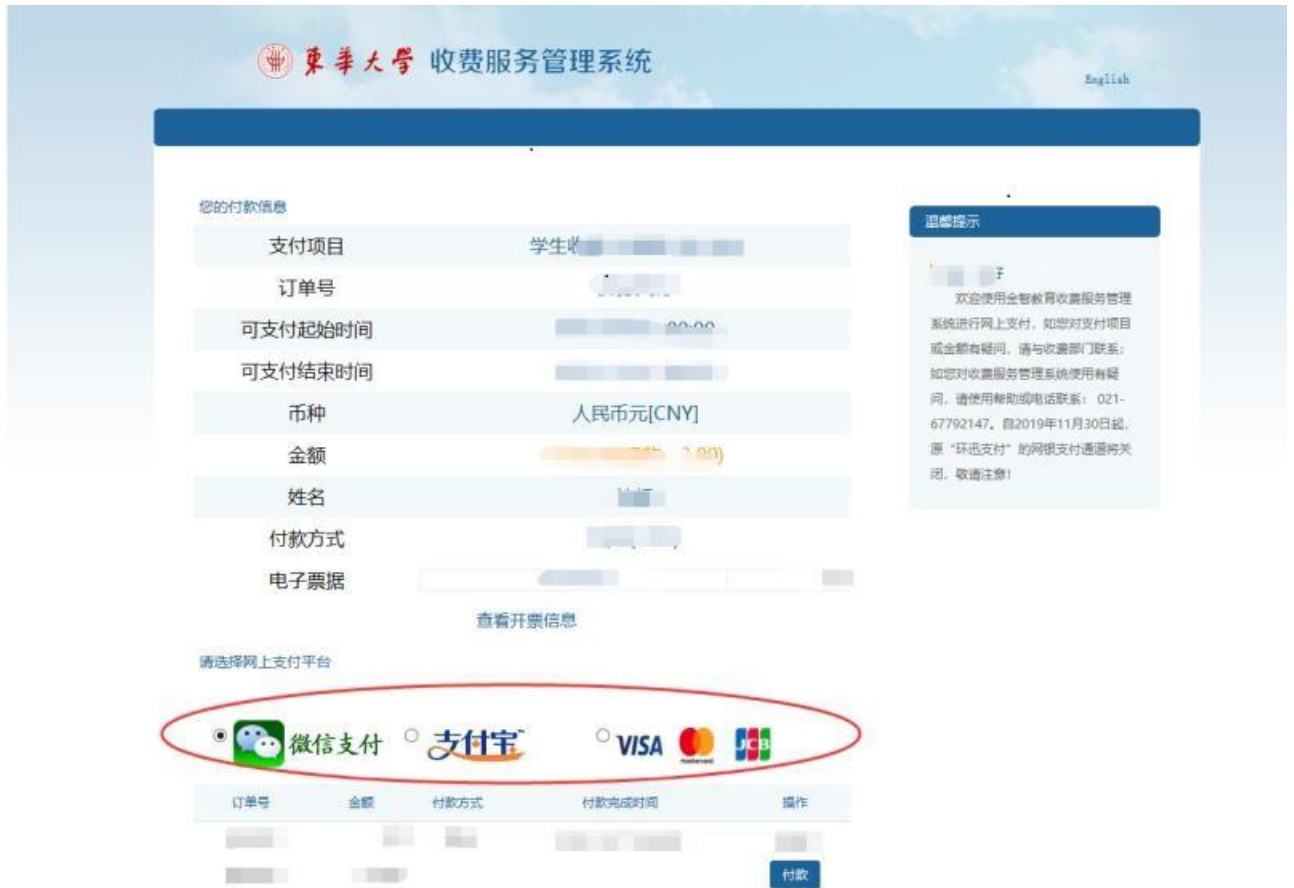 東華大学 收费服务管理系统
English
您的付款信息
支付项目 学生收
订单号
可支付起始时间 00:00
可支付结束时间
币种 人民币元[CNY]
金额 00)
姓名
付款方式
电子票据
查看开票信息
请选择网上支付平台
微信支付 支付宝 VISA mastercard JCB
订单号 金额 付款方式 付款完成时间 操作
付款
温馨提示
好
欢迎使用金智教育收费服务管理
系统进行网上支付，如您对支付项目
或金额有疑问，请与收费部门联系；
如您对收费服务管理系统使用有疑
问，请使用帮助或电话联系： 021-
67792147。自2019年11月30日起，
原“环迅支付”的网银支付通道将关
闭，敬请注意！